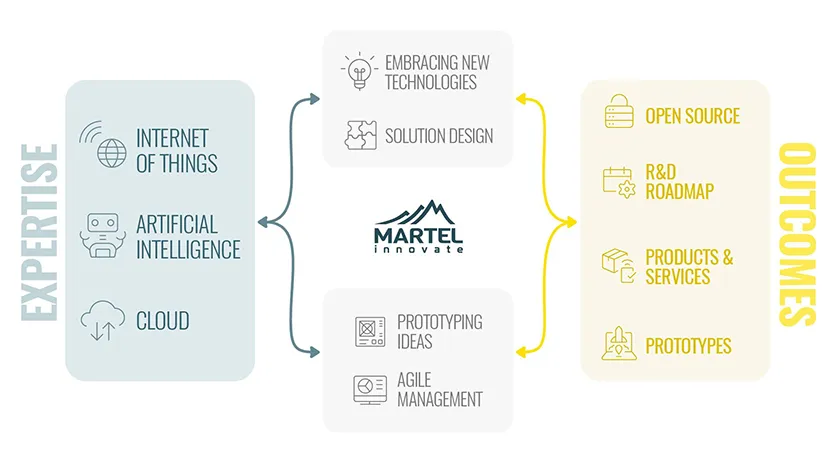 EXPERTISE
INTERNET
OF THINGS
ARTIFICIAL
INTELLIGENCE
CLOUD
EMBRACING NEW
TECHNOLOGIES
SOLUTION DESIGN
MARTEL
innovate
PROTOTYPING
IDEAS
AGILE
MANAGEMENT
OPEN SOURCE
R&D
ROADMAP
PRODUCTS &
SERVICES
PROTOTYPES
OUTCOMES